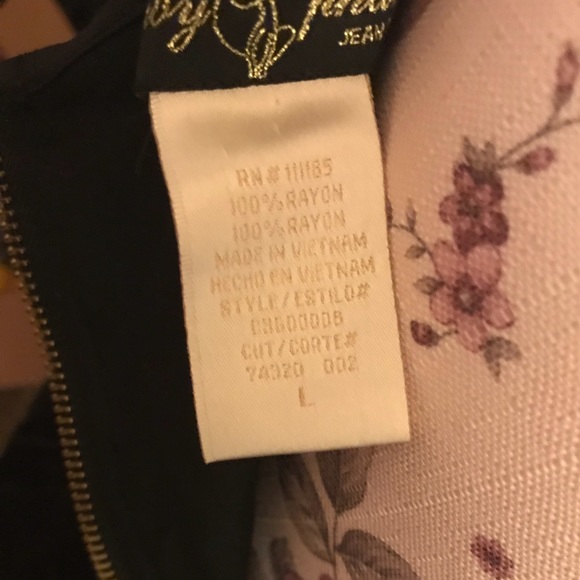 JEAN
RN # 111185
100% RAYON
100% RAYON
MADE IN VIETNAM
HECHO EN VIETNAM
STYLE/ESTILO#
CUT/CORTE#
74320 002
L